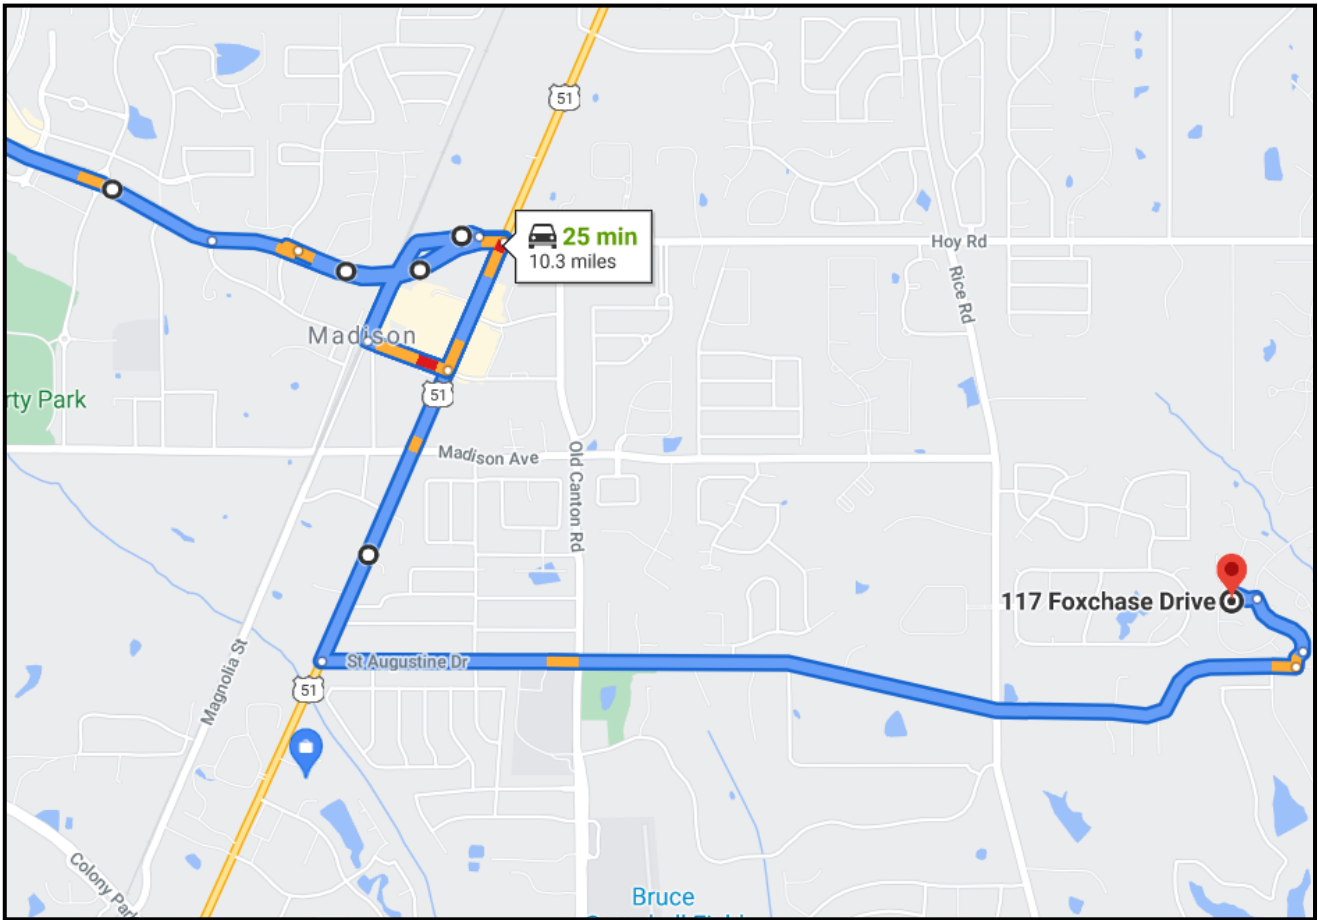 51
25 min
10.3 miles
Hoy Rd
Rice Rd
Madison
51
rty Park
Madison Ave
Old Canton Rd
117 Foxchase Drive
St Augustine Dr
51
Magnolia St
Colony Par
Bruce